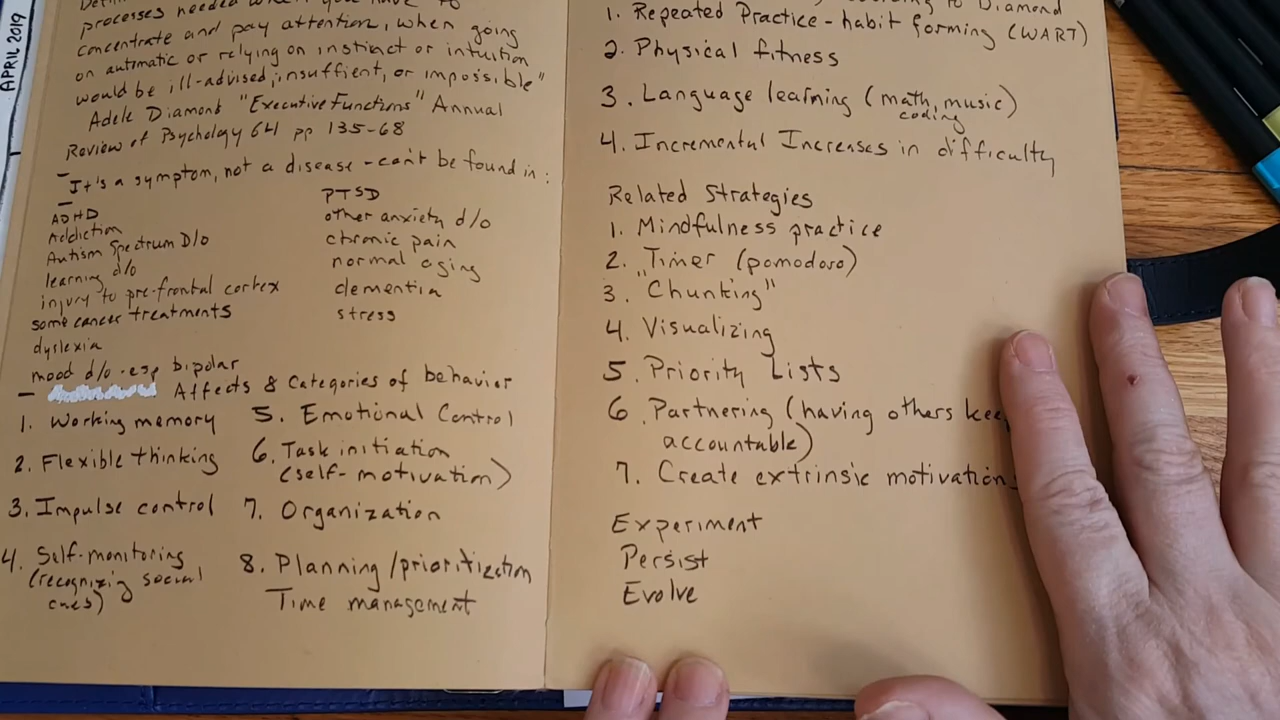 APRIL 2019
processes needed when you have to
concentrate and pay attention, when going
on automatic or relying on instinct or intuition
would be ill-advised, insufficient, or impossible"
Adele Diamond "Executive Functions" Annual
Review of Psychology 64 pp 135-68
- It's a symptom, not a disease - can't be found in:
ADHD
Addiction
Autism Spectrum D/o
learning d/o
injury to pre-frontal cortex
some cancer treatments
dyslexia
mood d/o - esp bipolar
PTSD
other anxiety d/o
chronic pain
normal aging
dementia
stress
- Affects 8 Categories of behavior
1. Working memory
2. Flexible thinking
3. Impulse control
4. Self-monitoring
(recognizing social
cues)
5. Emotional Control
6. Task initiation
(self-motivation)
7. Organization
8. Planning/prioritization
Time management
to Diamond
1. Repeated Practice - habit forming (WART)
2. Physical fitness
3. Language learning (math, music)
coding
4. Incremental Increases in difficulty
Related Strategies
1. Mindfulness practice
2. Timer (pomodoro)
3. "Chunking"
4. Visualizing
5. Priority Lists
6. Partnering (having others kee
accountable)
7. Create extrinsic motivation
Experiment
Persist
Evolve